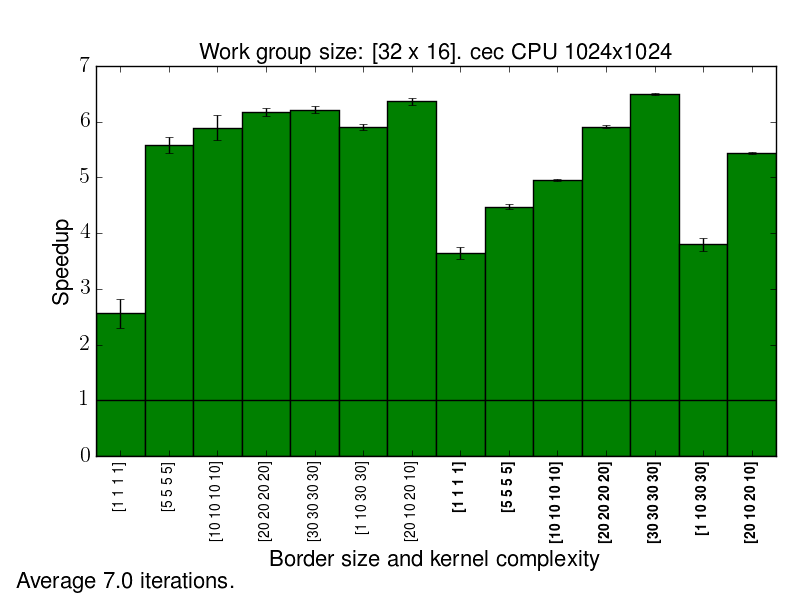 Work group size: [32 x 16]. cec CPU 1024x1024
7
6
5
4
3
2
1
0
Speedup
[1 1 1 1]
[5 5 5 5]
[10 10 10 10]
[20 20 20 20]
[30 30 30 30]
[1 10 30 30]
[20 10 20 10]
[1 1 1 1]
[5 5 5 5]
[10 10 10 10]
[20 20 20 20]
[30 30 30 30]
[1 10 30 30]
[20 10 20 10]
Border size and kernel complexity
Average 7.0 iterations.